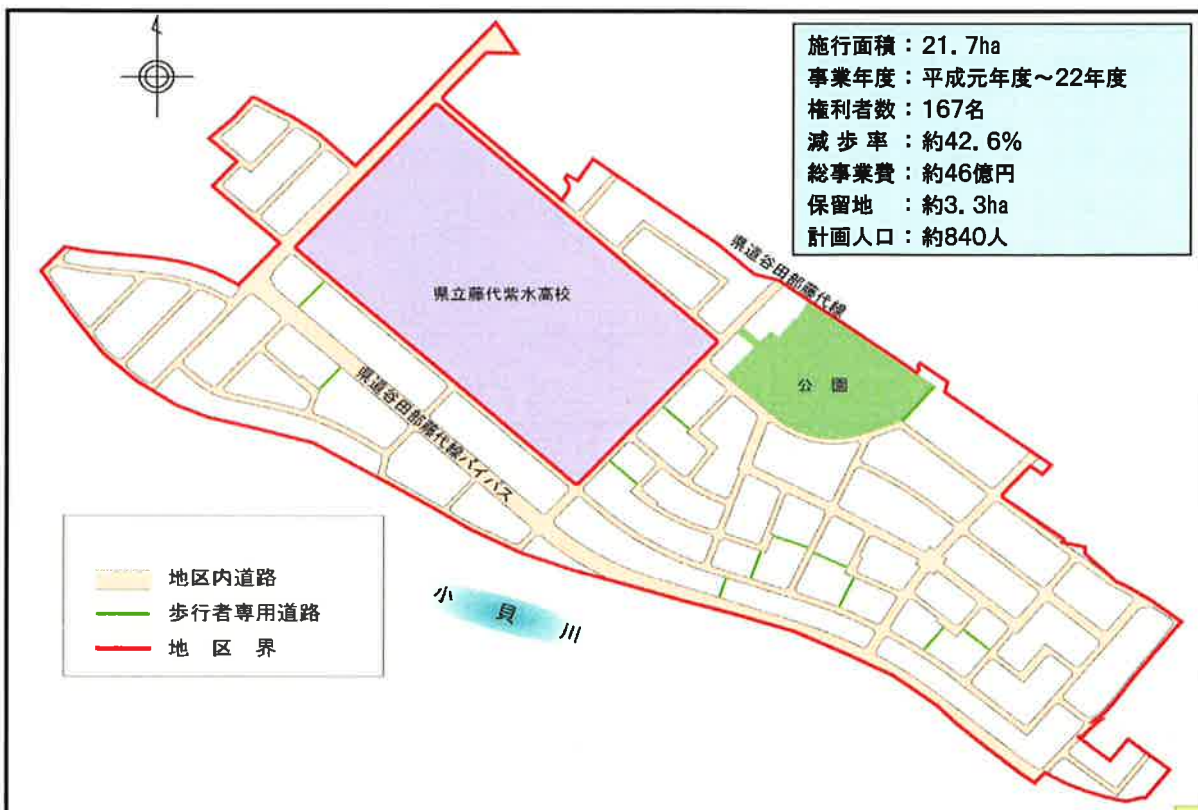 施行面積：21.7ha
事業年度：平成元年度～22年度
権利者数：167名
減歩率：約42.6%
総事業費：約46億円
保留地：約3.3ha
計画人口：約840人
県道谷田部藤代線
県立藤代紫水高校
公園
県道谷田部藤代線バイパス
地区内道路
歩行者専用道路
地区界
小貝川